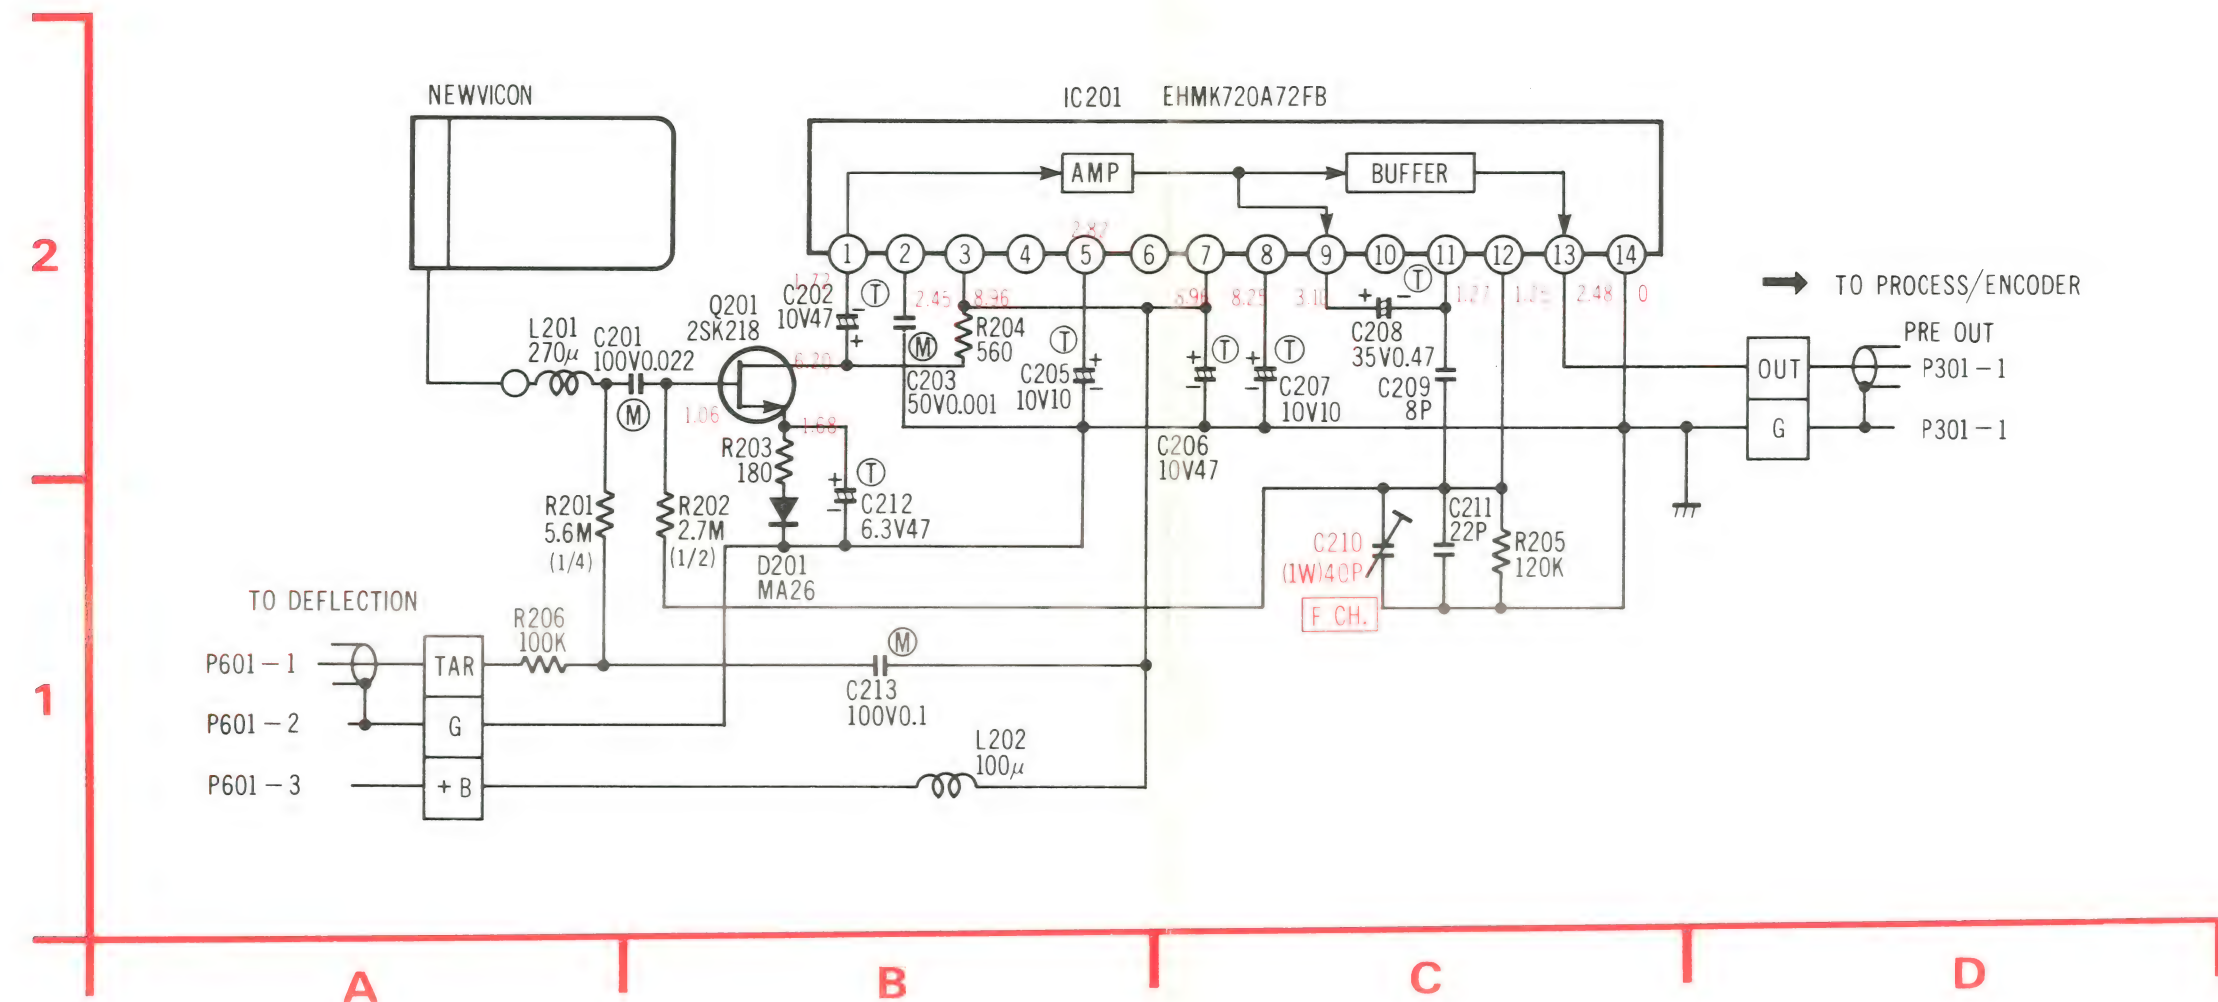 NEWVICON
IC201 EHMK720A72FB
AMP
BUFFER
2.87
1 2 3 4 5 6 7 8 9 10 11 12 13 14
1.72
2.45
8.96
8.96
8.25
3.10
2.48
0
C202
10V47
T
-
+
Q201
2SK218
6.20
1.06
1.68
L201
270μ
C201
100V0.022
M
M
C203
50V0.001
R204
560
T
C205
10V10
+
-
T
+
-
C206
10V47
T
+
-
C207
10V10
+ - T
C208
35V0.47
C209
8P
TO PROCESS/ENCODER
PRE OUT
OUT
P301-1
G
P301-1
2
R203
180
T
+
-
C212
6.3V47
D201
MA26
R201
5.6M
(1/4)
R202
2.7M
(1/2)
C210
(1W)40P
F CH.
C211
22P
R205
120K
TO DEFLECTION
R206
100K
P601-1
TAR
M
C213
100V0.1
P601-2
G
L202
100μ
P601-3
+B
1
A B C D